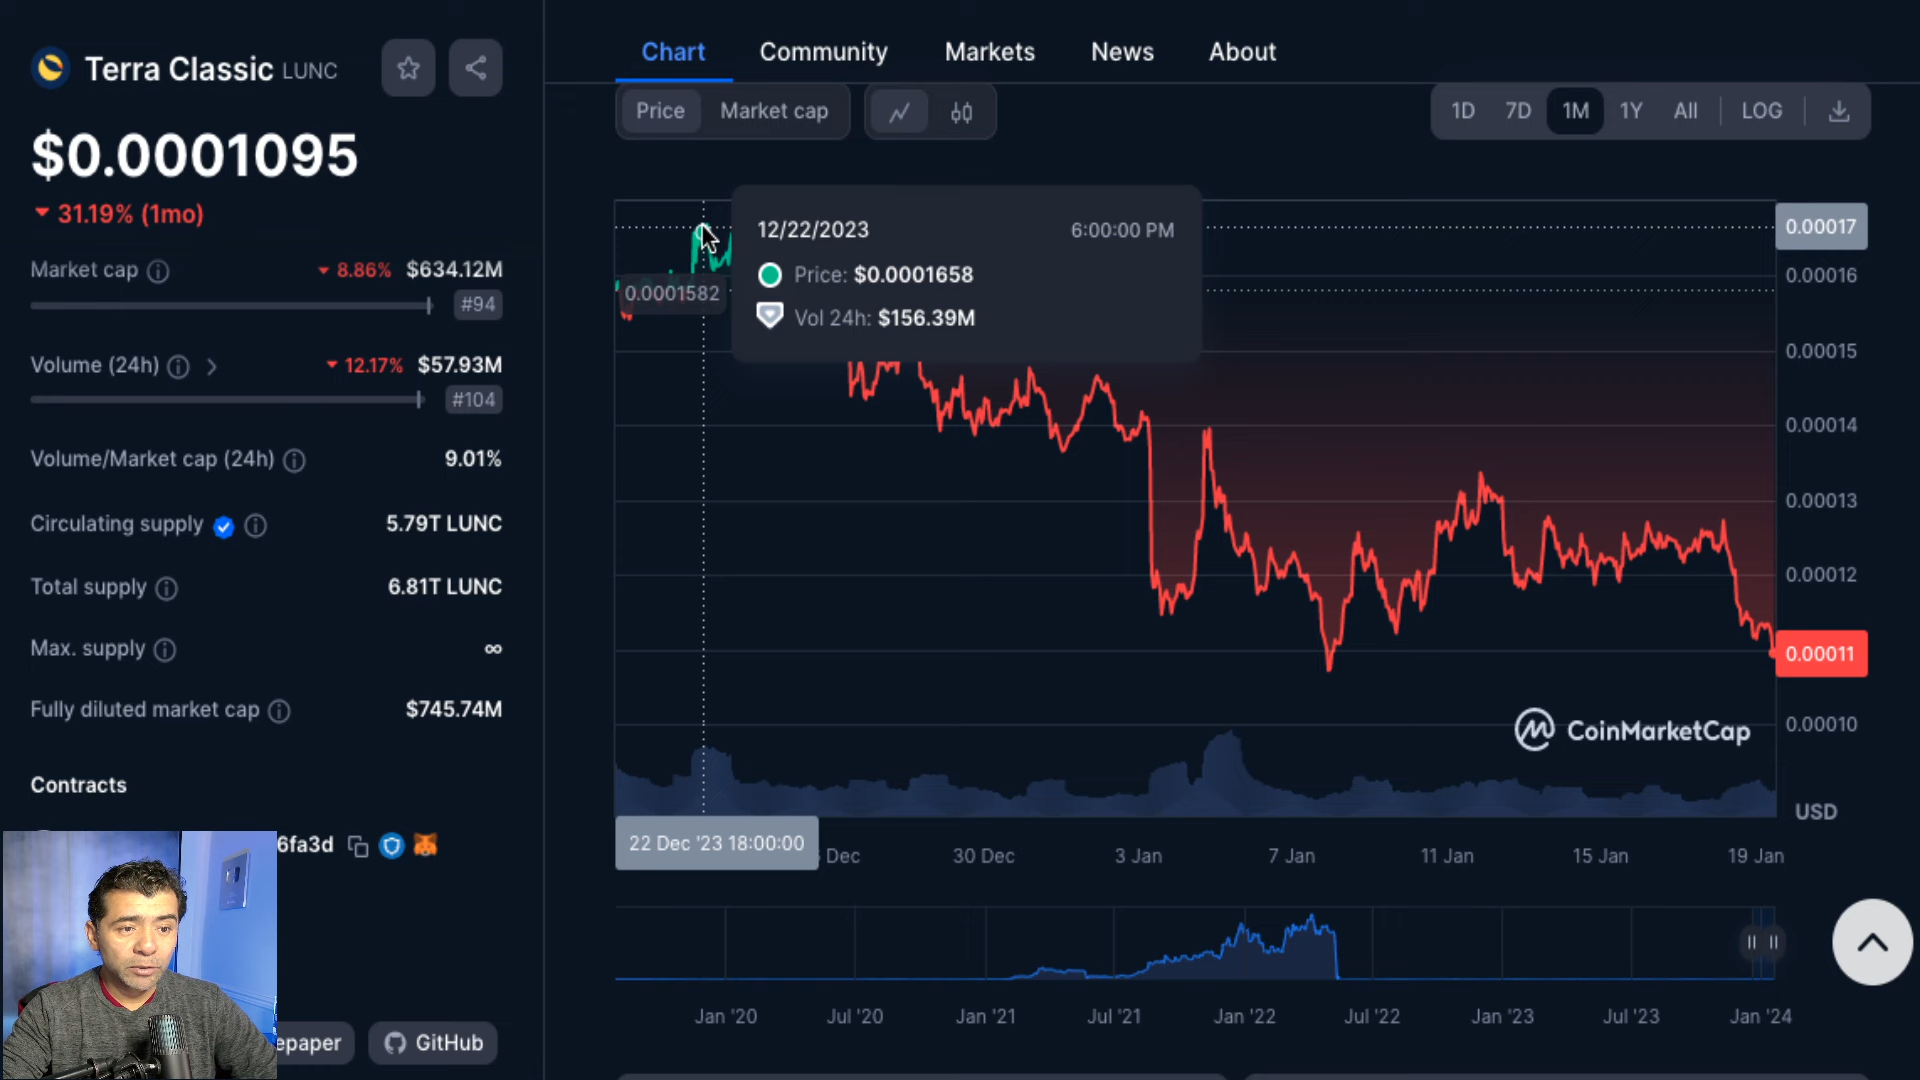 Terra Classic LUNC
$0.0001095
31.19% (1mo)
Market cap 8.86% $634.12M
#94
Volume (24h) 12.17% $57.93M
#104
Volume/Market cap (24h) 9.01%
Circulating supply 5.79T LUNC
Total supply 6.81T LUNC
Max. supply ∞
Fully diluted market cap $745.74M
Contracts
6fa3d
epaper GitHub
Chart Community Markets News About
Price Market cap
1D 7D 1M 1Y All LOG
12/22/2023 6:00:00 PM
Price: $0.0001658
Vol 24h: $156.39M
0.0001582
0.00017
0.00016
0.00015
0.00014
0.00013
0.00012
0.00011
0.00010
CoinMarketCap
USD
22 Dec '23 18:00:00 Dec 30 Dec 3 Jan 7 Jan 11 Jan 15 Jan 19 Jan
Jan '20 Jul '20 Jan '21 Jul '21 Jan '22 Jul '22 Jan '23 Jul '23 Jan '24